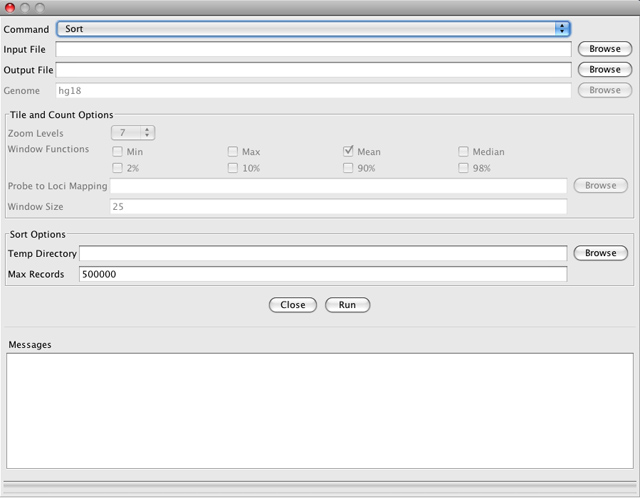 Command Sort
Input File Browse
Output File Browse
Genome hg18 Browse
Tile and Count Options
Zoom Levels 7
Window Functions Min Max Mean Median
2% 10% 90% 98%
Probe to Loci Mapping Browse
Window Size 25
Sort Options
Temp Directory Browse
Max Records 500000
Close Run
Messages